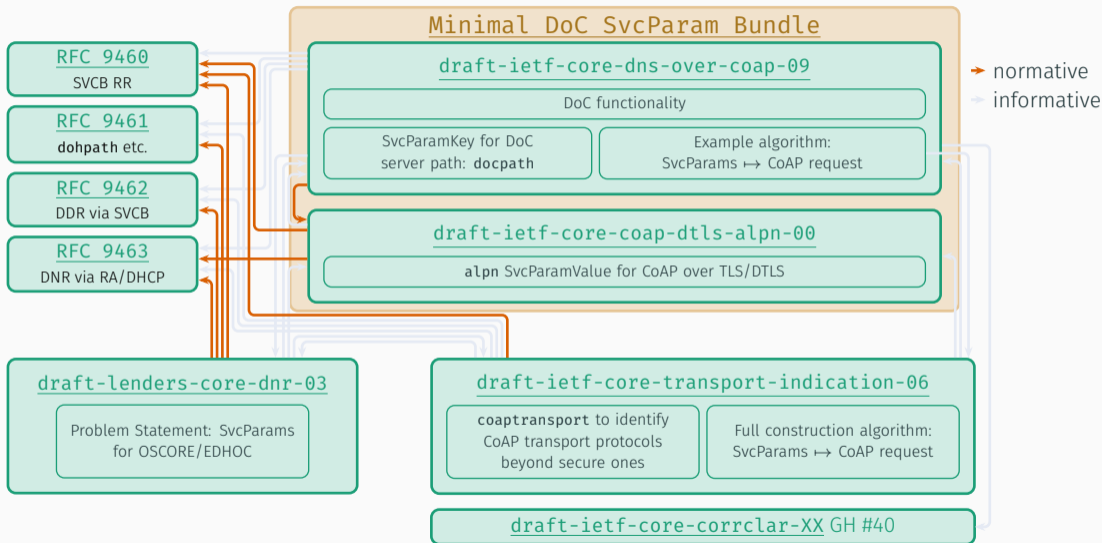 Minimal DoC SvcParam Bundle
RFC 9460
SVCB RR
RFC 9461
dohpath etc.
RFC 9462
DDR via SVCB
RFC 9463
DNR via RA/DHCP
draft-ietf-core-dns-over-coap-09
DoC functionality
SvcParamKey for DoC
server path: docpath
Example algorithm:
SvcParams ↦ CoAP request
draft-ietf-core-coap-dtls-alpn-00
alpn SvcParamValue for CoAP over TLS/DTLS
normative
informative
draft-lenders-core-dnr-03
Problem Statement: SvcParams
for OSCORE/EDHOC
draft-ietf-core-transport-indication-06
coaptransport to identify
CoAP transport protocols
beyond secure ones
Full construction algorithm:
SvcParams ↦ CoAP request
draft-ietf-core-corrclar-XX GH #40